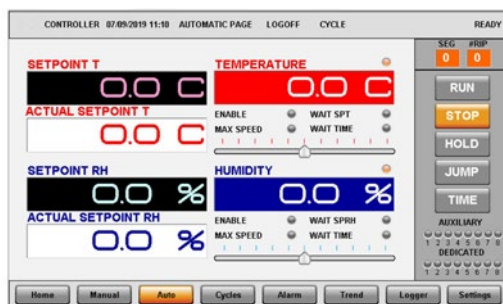 CONTROLLER 07/09/2019 11:10 AUTOMATIC PAGE LOGOFF CYCLE READY
SEG #RIP
0 0
SETPOINT T TEMPERATURE
0.0 C 0.0 C
RUN
ACTUAL SETPOINT T ENABLE WAIT SPT
STOP
0.0 C MAX SPEED WAIT TIME
HOLD
SETPOINT RH HUMIDITY
JUMP
0.0 % 0.0 %
TIME
ACTUAL SETPOINT RH ENABLE WAIT SPRH
AUXILIARY
0.0 % MAX SPEED WAIT TIME
1 2 3 4 5 6 7 8
DEDICATED
1 2 3 4 5 6 7 8
Home Manual Auto Cycles Alarm Trend Logger Settings